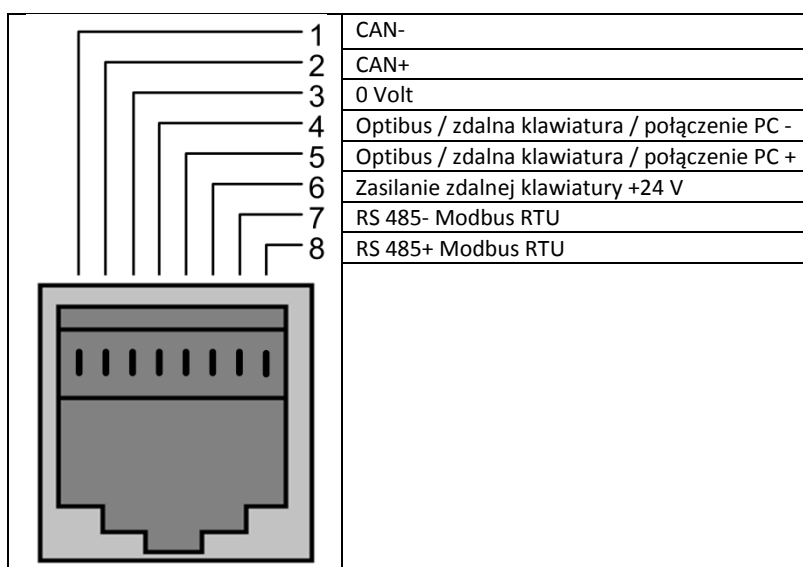 1 CAN-
2 CAN+
3 0 Volt
4 Optibus / zdalna klawiatura / połączenie PC -
5 Optibus / zdalna klawiatura / połączenie PC +
6 Zasilanie zdalnej klawiatury +24 V
7 RS 485- Modbus RTU
8 RS 485+ Modbus RTU